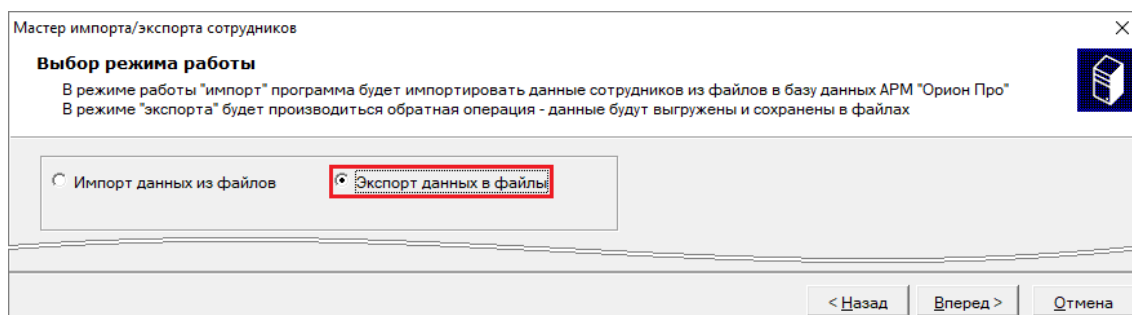 Мастер импорта/экспорта сотрудников
Выбор режима работы
В режиме работы "импорт" программа будет импортировать данные сотрудников из файлов в базу данных АРМ "Орион Про"
В режиме "экспорта" будет производиться обратная операция - данные будут выгружены и сохранены в файлах
Импорт данных из файлов
Экспорт данных в файлы
< Назад
Вперед >
Отмена